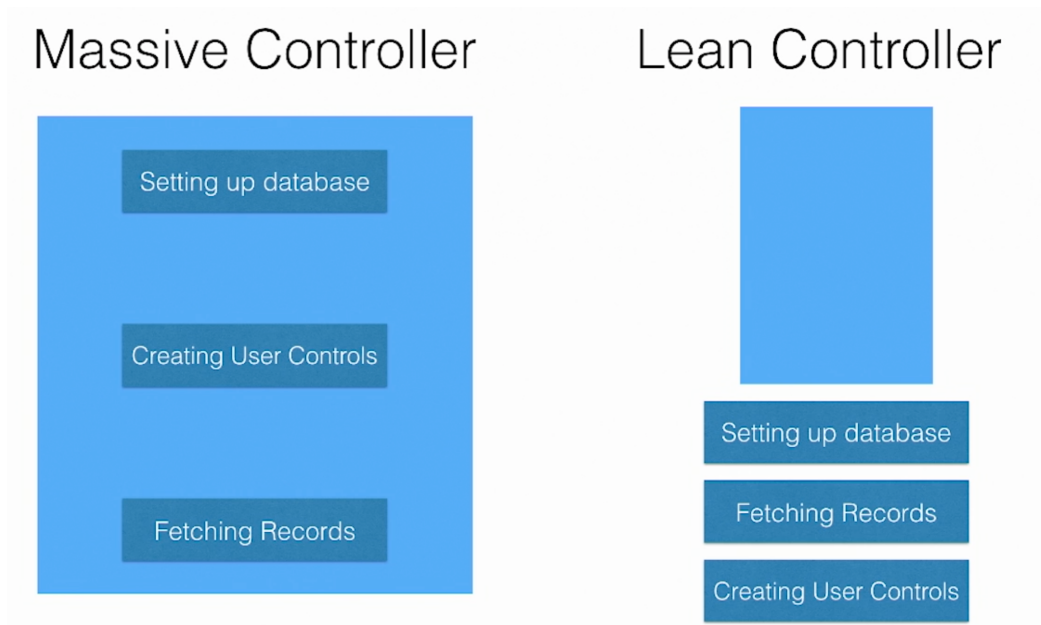 Massive Controller
Setting up database
Creating User Controls
Fetching Records
Lean Controller
Setting up database
Fetching Records
Creating User Controls